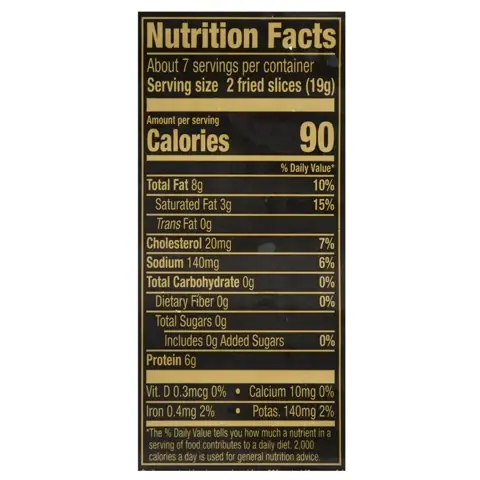 Nutrition Facts
About 7 servings per container
Serving size 2 fried slices (19g)
Amount per serving
Calories 90
% Daily Value*
Total Fat 8g 10%
Saturated Fat 3g 15%
Trans Fat 0g
Cholesterol 20mg 7%
Sodium 140mg 6%
Total Carbohydrate 0g 0%
Dietary Fiber 0g 0%
Total Sugars 0g
Includes 0g Added Sugars 0%
Protein 6g
Vit. D 0.3mcg 0% • Calcium 10mg 0%
Iron 0.4mg 2% • Potas. 140mg 2%
*The % Daily Value tells you how much a nutrient in a
serving of food contributes to a daily diet. 2,000
calories a day is used for general nutrition advice.